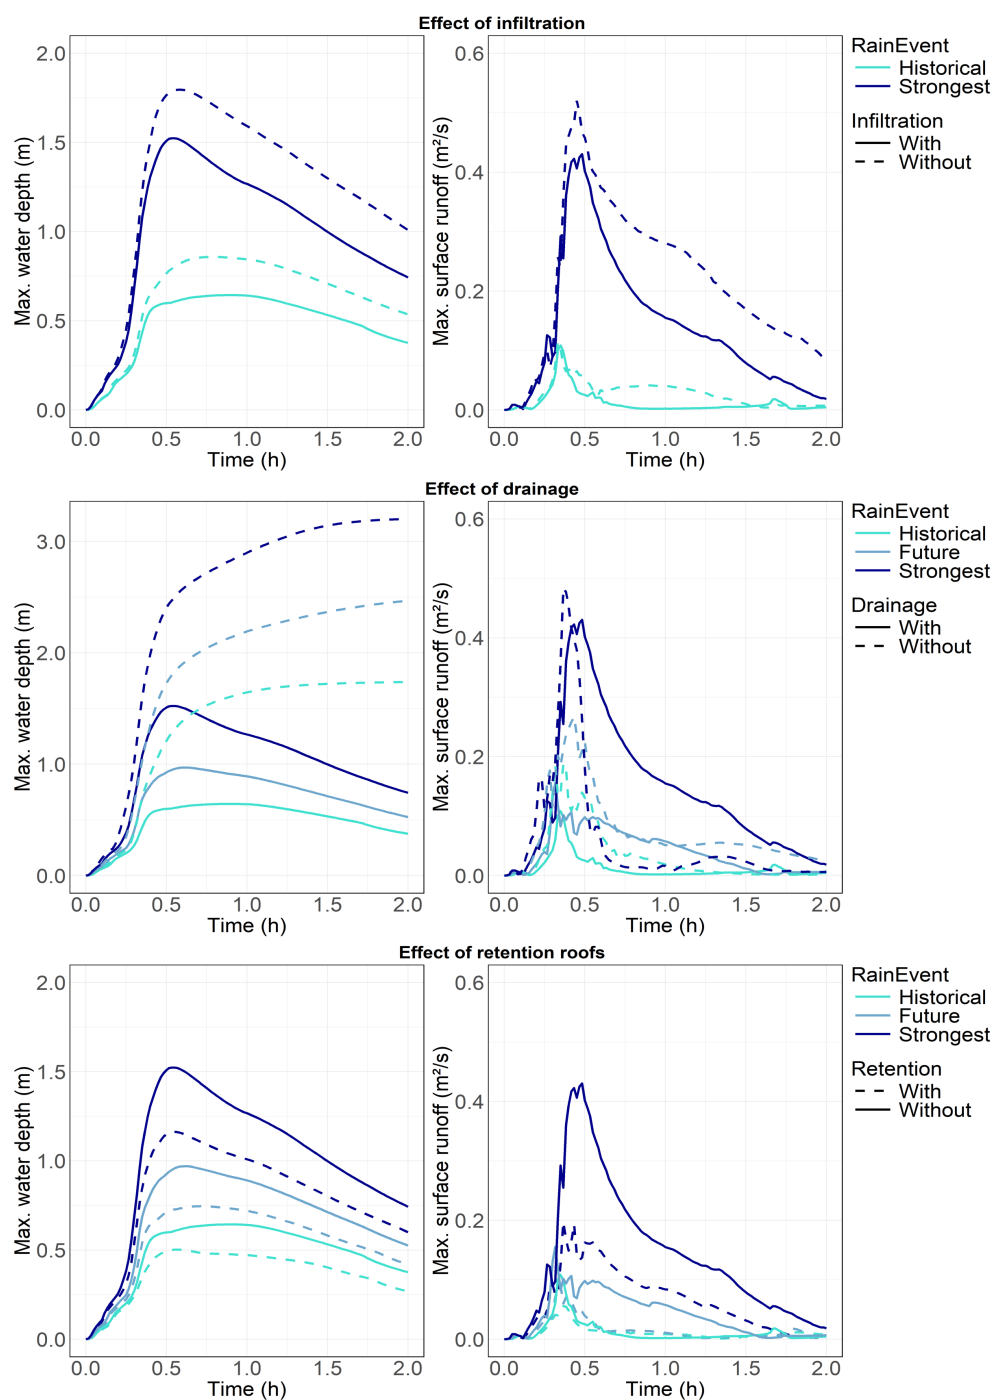 Effect of infiltration
Max. water depth (m)
2.0
1.5
1.0
0.5
0.0
0.0 0.5 1.0 1.5 2.0
Time (h)
Max. surface runoff (m²/s)
0.6
0.4
0.2
0.0
0.0 0.5 1.0 1.5 2.0
Time (h)
RainEvent
Historical
Strongest
Infiltration
With
Without
Effect of drainage
Max. water depth (m)
3.0
2.0
1.0
0.0
0.0 0.5 1.0 1.5 2.0
Time (h)
Max. surface runoff (m²/s)
0.6
0.4
0.2
0.0
0.0 0.5 1.0 1.5 2.0
Time (h)
RainEvent
Historical
Future
Strongest
Drainage
With
Without
Effect of retention roofs
Max. water depth (m)
2.0
1.5
1.0
0.5
0.0
0.0 0.5 1.0 1.5 2.0
Time (h)
Max. surface runoff (m²/s)
0.6
0.4
0.2
0.0
0.0 0.5 1.0 1.5 2.0
Time (h)
RainEvent
Historical
Future
Strongest
Retention
With
Without